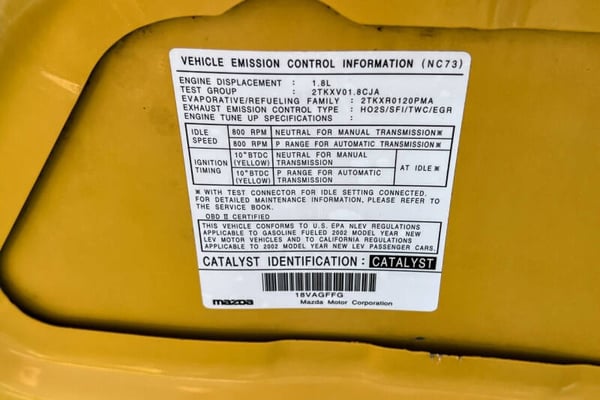 VEHICLE EMISSION CONTROL INFORMATION (NC73)
ENGINE DISPLACEMENT : 1.8L
TEST GROUP : 2TKXV01.8CJA
EVAPORATIVE/REFUELING FAMILY : 2TKXR0120PMA
EXHAUST EMISSION CONTROL TYPE : HO2S/SFI/TWC/EGR
ENGINE TUNE UP SPECIFICATIONS :
IDLE SPEED 800 RPM NEUTRAL FOR MANUAL TRANSMISSION※
800 RPM P RANGE FOR AUTOMATIC TRANSMISSION※
IGNITION TIMING 10°BTDC (YELLOW) NEUTRAL FOR MANUAL TRANSMISSION AT IDLE※
10°BTDC (YELLOW) P RANGE FOR AUTOMATIC TRANSMISSION
※ WITH TEST CONNECTOR FOR IDLE SETTING CONNECTED.
FOR DETAILED MAINTENANCE INFORMATION, PLEASE REFER TO
THE SERVICE BOOK.
OBD II CERTIFIED
THIS VEHICLE CONFORMS TO U.S. EPA NLEV REGULATIONS
APPLICABLE TO GASOLINE FUELED 2002 MODEL YEAR NEW
LEV MOTOR VEHICLES AND TO CALIFORNIA REGULATIONS
APPLICABLE TO 2002 MODEL YEAR NEW LEV PASSENGER CARS.
CATALYST IDENTIFICATION: CATALYST
18VAGFFG
mazda Mazda Motor Corporation